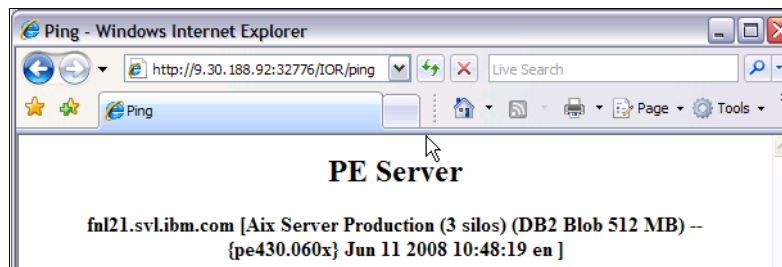 Ping - Windows Internet Explorer
http://9.30.188.92:32776/IOR/ping
Live Search
Ping
Page
Tools
PE Server
fnl21.svl.ibm.com [Aix Server Production (3 silos) (DB2 Blob 512 MB) --
{pe430.060x} Jun 11 2008 10:48:19 en ]